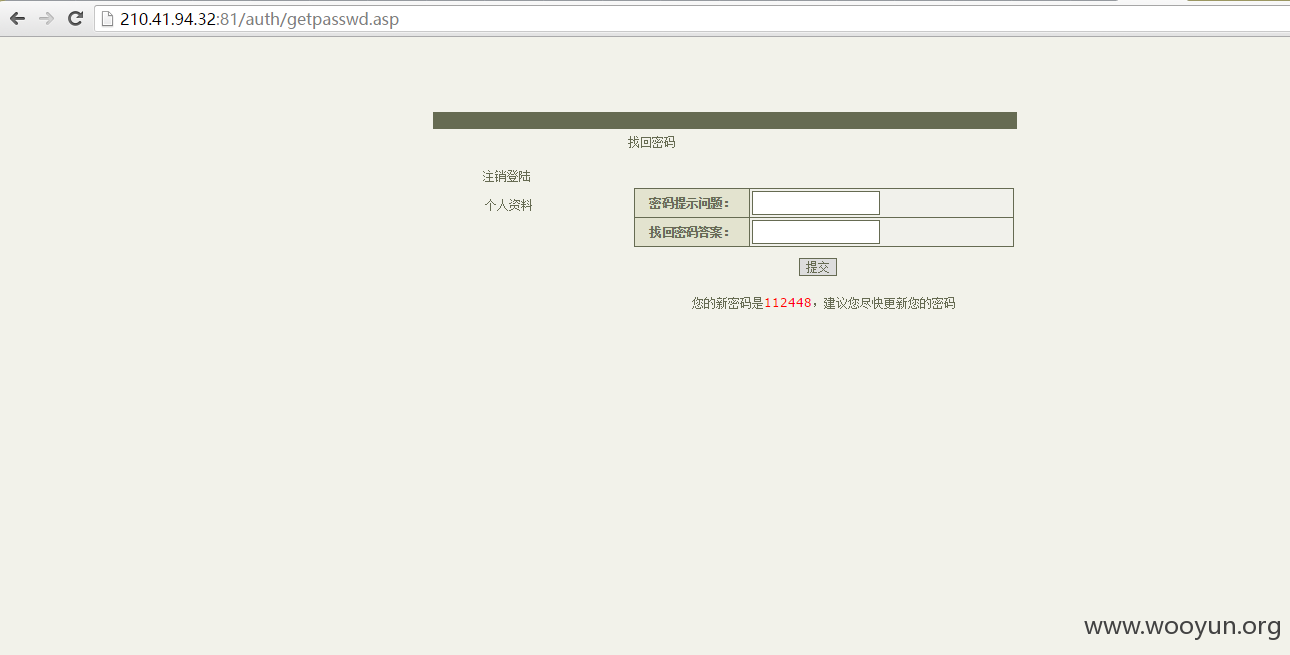 210.41.94.32:81/auth/getpasswd.asp
找回密码
注销登陆
个人资料
密码提示问题：
找回密码答案：
提交
您的新密码是112448，建议您尽快更新您的密码
www.wooyun.org